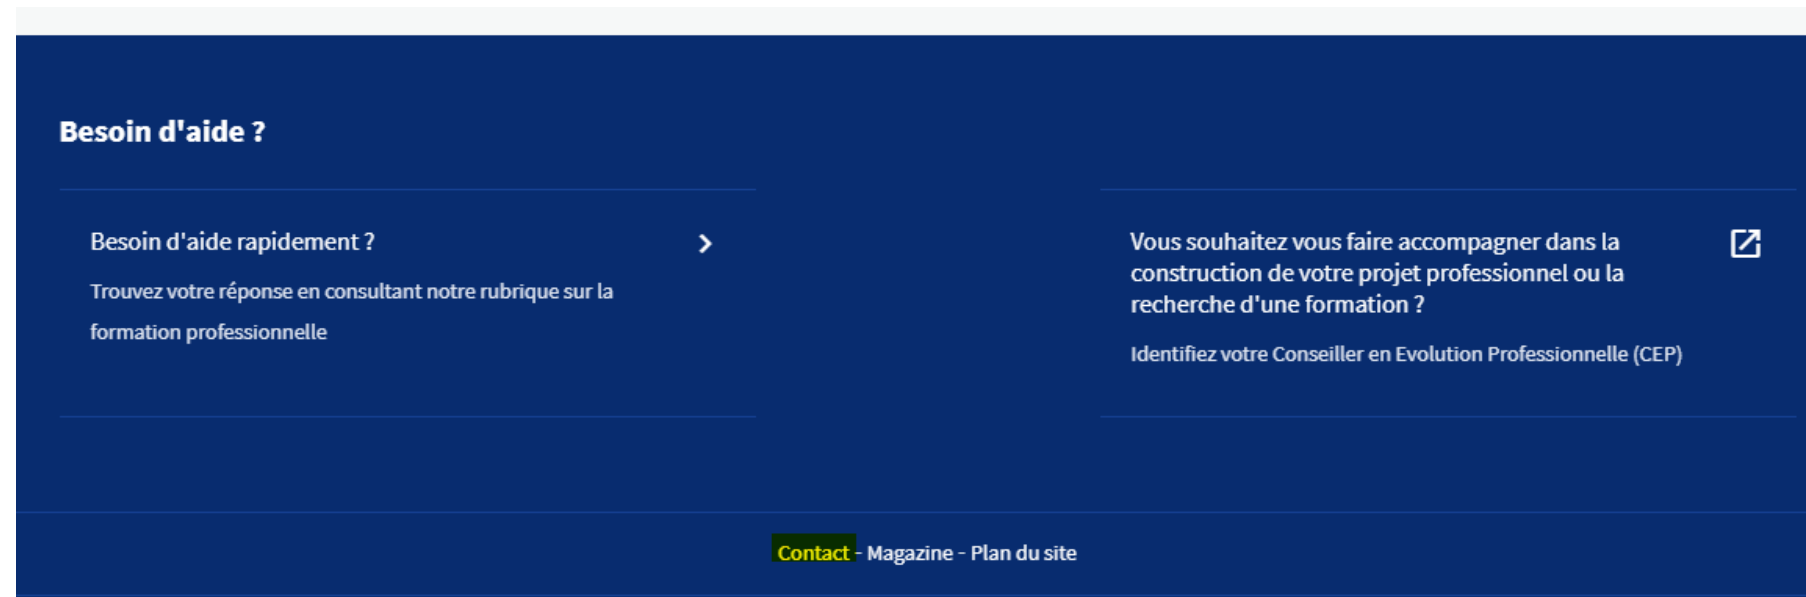 Besoin d'aide ?
Besoin d'aide rapidement ?
Trouvez votre réponse en consultant notre rubrique sur la
formation professionnelle
Vous souhaitez vous faire accompagner dans la
construction de votre projet professionnel ou la
recherche d'une formation ?
Identifiez votre Conseiller en Evolution Professionnelle (CEP)
Contact - Magazine - Plan du site